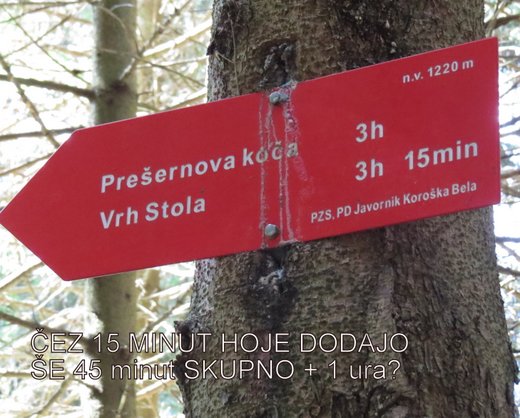 n.v. 1220 m
Prešernova koča 3h
Vrh Stola 3h 15min
PZS, PD Javornik Koroška Bela
ČEZ 15 MINUT HOJE DODAJO
ŠE 45 minut SKUPNO + 1 ura?